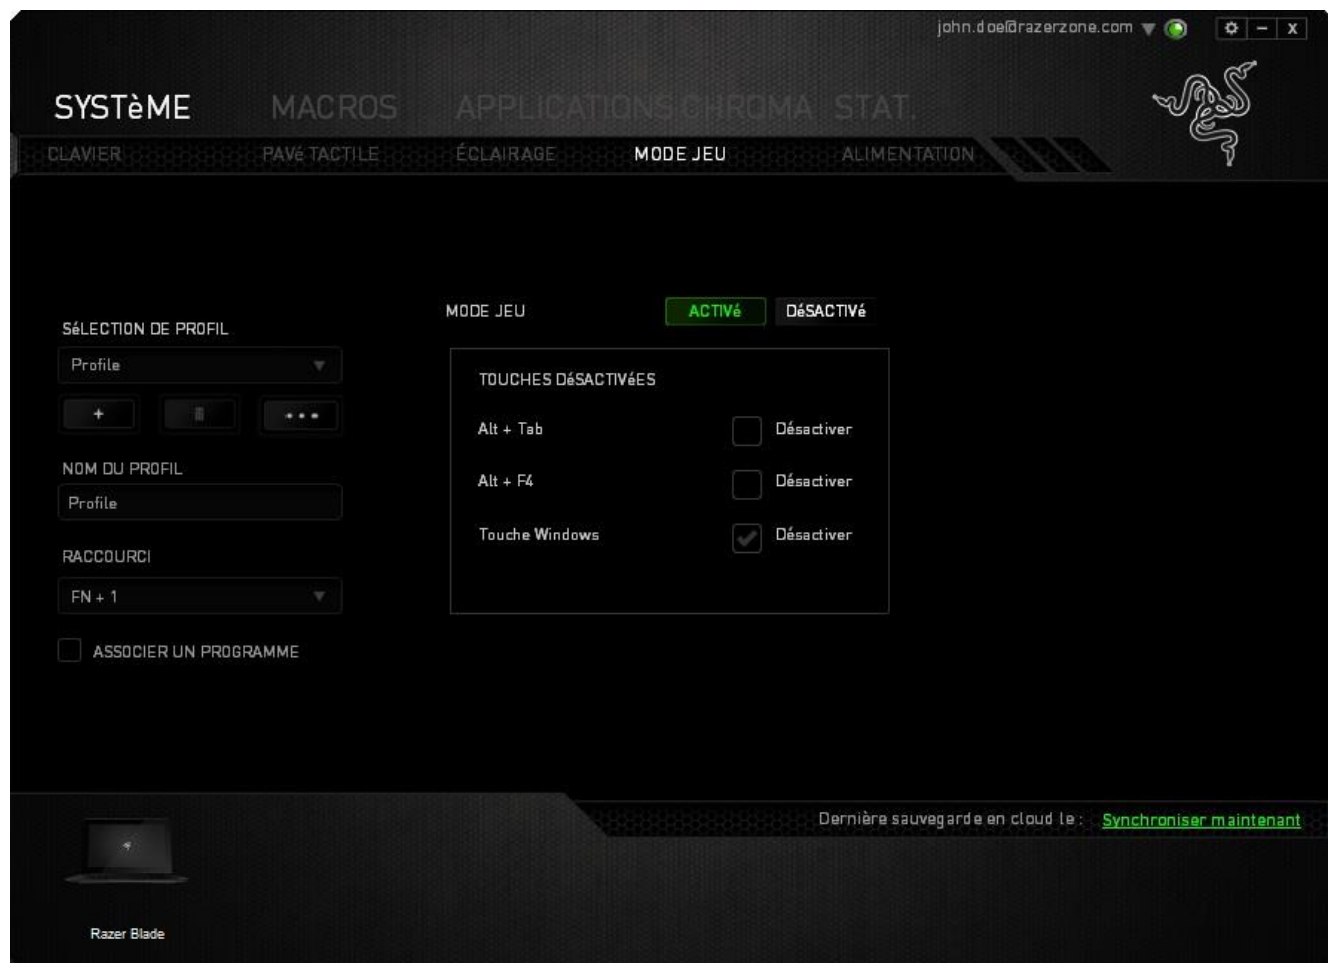 john.doe@razerzone.com
SYSTèME MACROS APPLICATIONS CHROMA STAT.
CLAVIER PAVé TACTILE ÉCLAIRAGE MODE JEU ALIMENTATION
MODE JEU ACTIVé DéSACTIVé
SéLECTION DE PROFIL
Profile
TOUCHES DéSACTIVéES
Alt + Tab Désactiver
NOM DU PROFIL
Profile
Alt + F4 Désactiver
Touche Windows Désactiver
RACCOURCI
FN + 1
ASSOCIER UN PROGRAMME
Dernière sauvegarde en cloud le : Synchroniser maintenant
Razer Blade